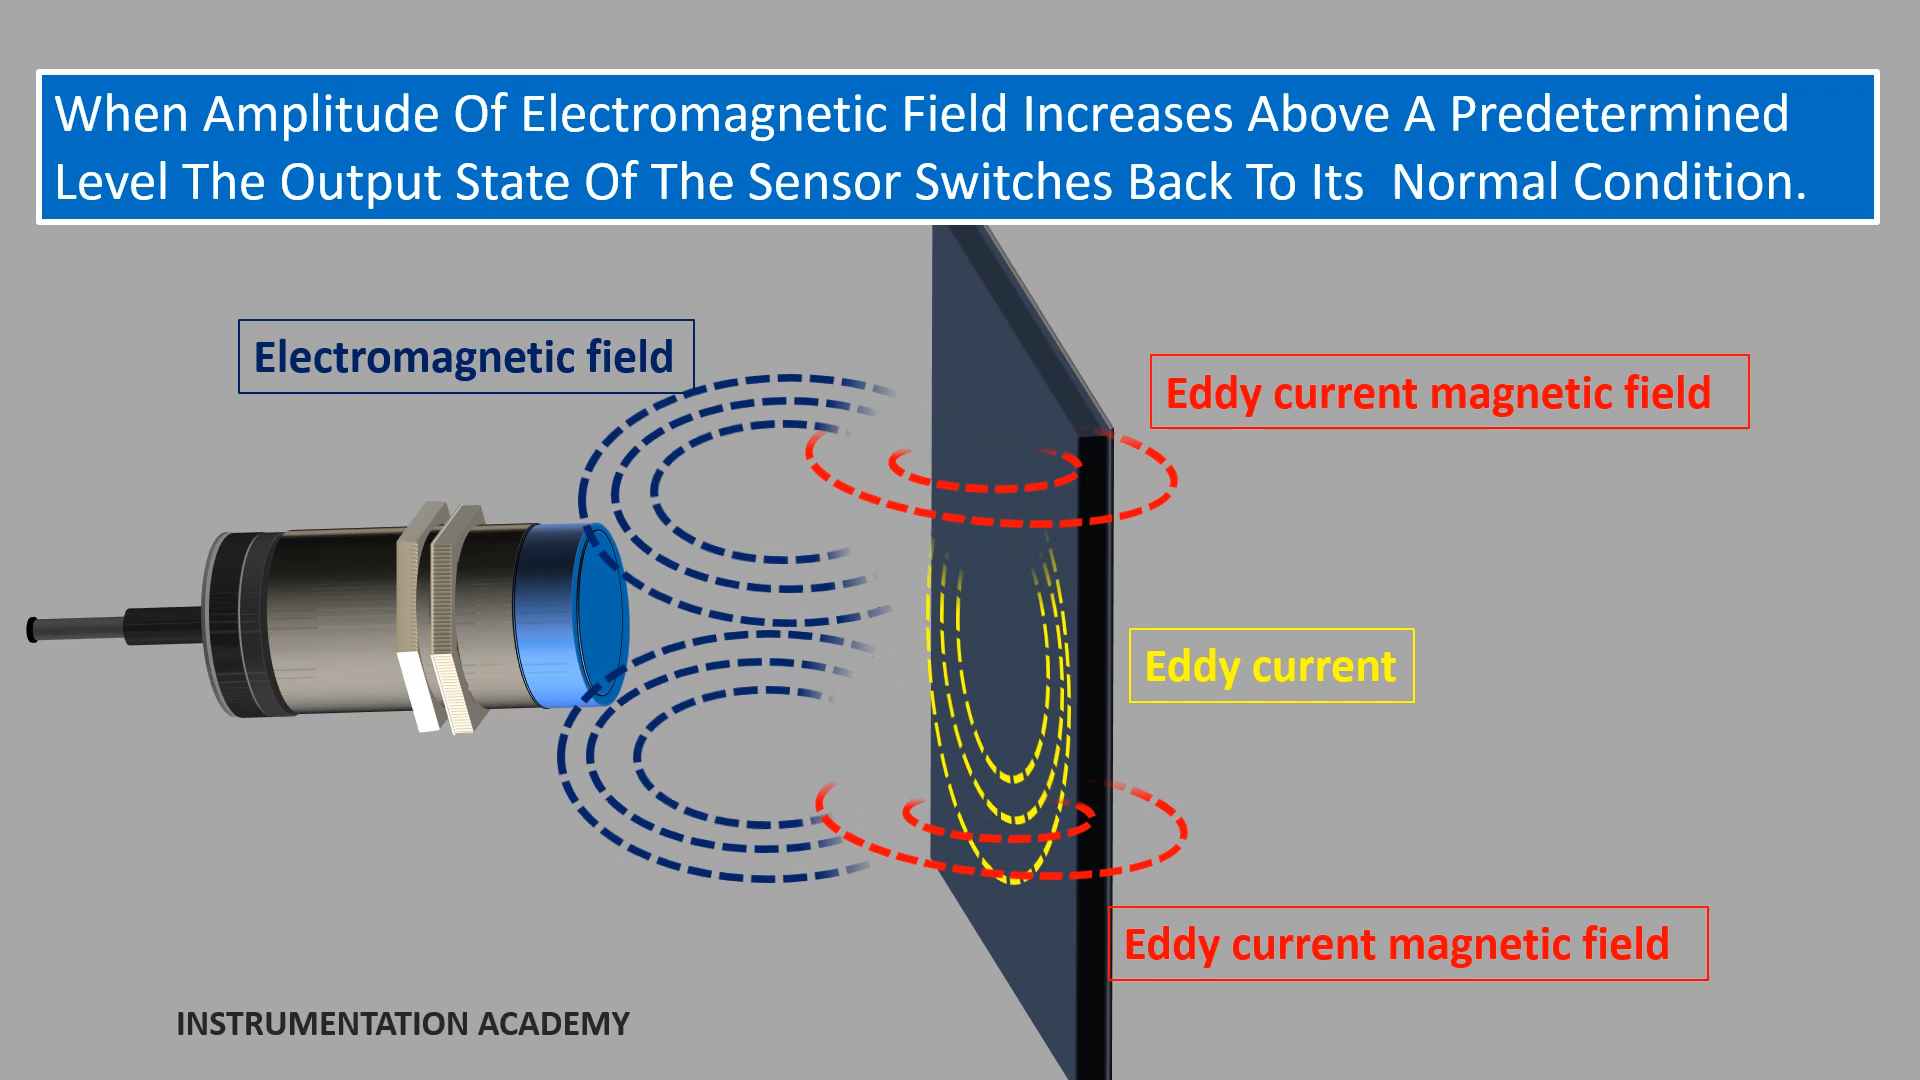 When Amplitude Of Electromagnetic Field Increases Above A Predetermined
Level The Output State Of The Sensor Switches Back To Its  Normal Condition.
Electromagnetic field
Eddy current magnetic field
Eddy current
Eddy current magnetic field
INSTRUMENTATION ACADEMY